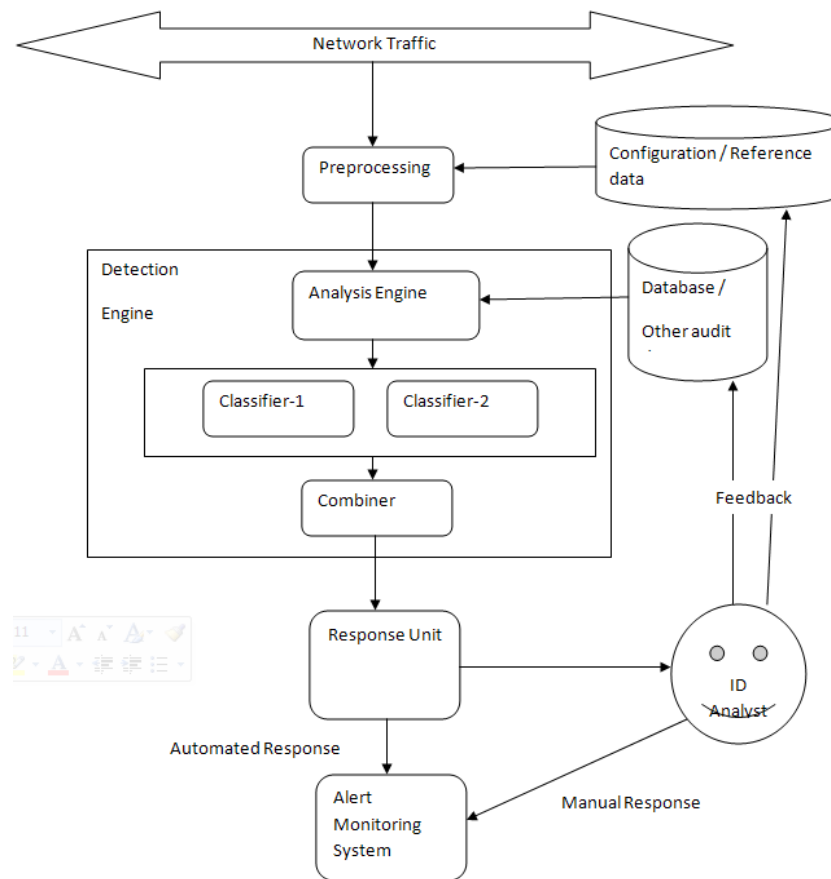 Network Traffic
Preprocessing
Configuration / Reference
data
Detection
Engine
Analysis Engine
Database /
Other audit
Classifier-1
Classifier-2
Combiner
Feedback
11
Response Unit
ID
Analyst
Automated Response
Manual Response
Alert
Monitoring
System